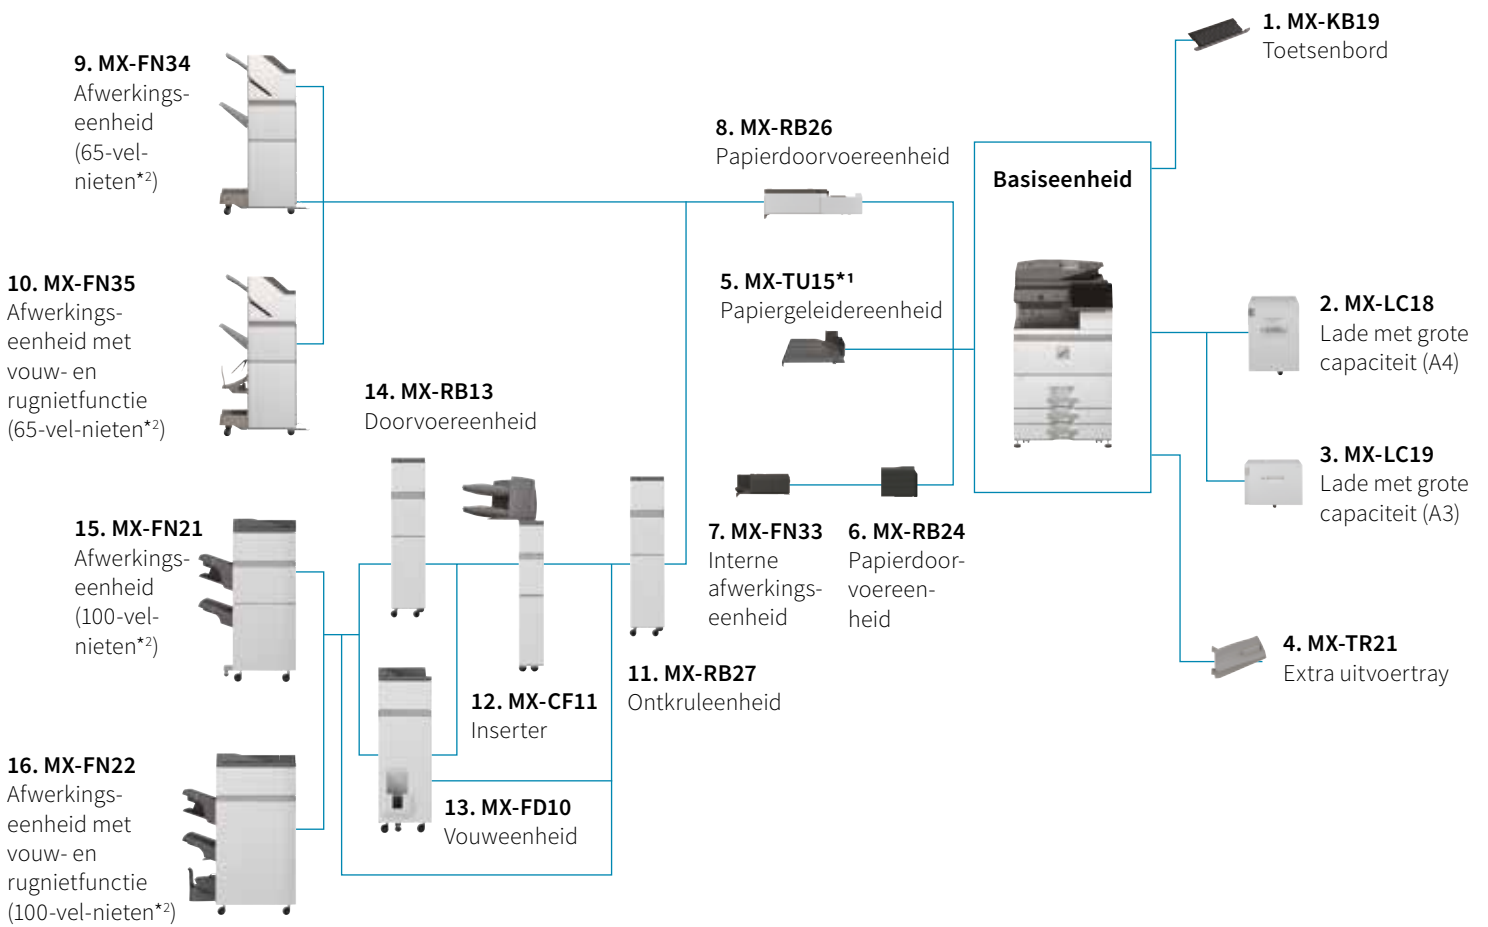 1. MX-KB19
Toetsenbord
9. MX-FN34
Afwerkings-
eenheid
(65-vel-
nieten*2)
8. MX-RB26
Papierdoorvoereenheid
Basiseenheid
10. MX-FN35
Afwerkings-
eenheid met
vouw- en
rugnietfunctie
(65-vel-nieten*2)
5. MX-TU15*1
Papiergeleidereenheid
2. MX-LC18
Lade met grote
capaciteit (A4)
14. MX-RB13
Doorvoereenheid
3. MX-LC19
Lade met grote
capaciteit (A3)
15. MX-FN21
Afwerkings-
eenheid
(100-vel-
nieten*2)
7. MX-FN33
Interne
afwerkings-
eenheid
6. MX-RB24
Papierdoor-
voereen-
heid
4. MX-TR21
Extra uitvoertray
11. MX-RB27
Ontkruleenheid
12. MX-CF11
Inserter
16. MX-FN22
Afwerkings-
eenheid met
vouw- en
rugnietfunctie
(100-vel-nieten*2)
13. MX-FD10
Vouweenheid